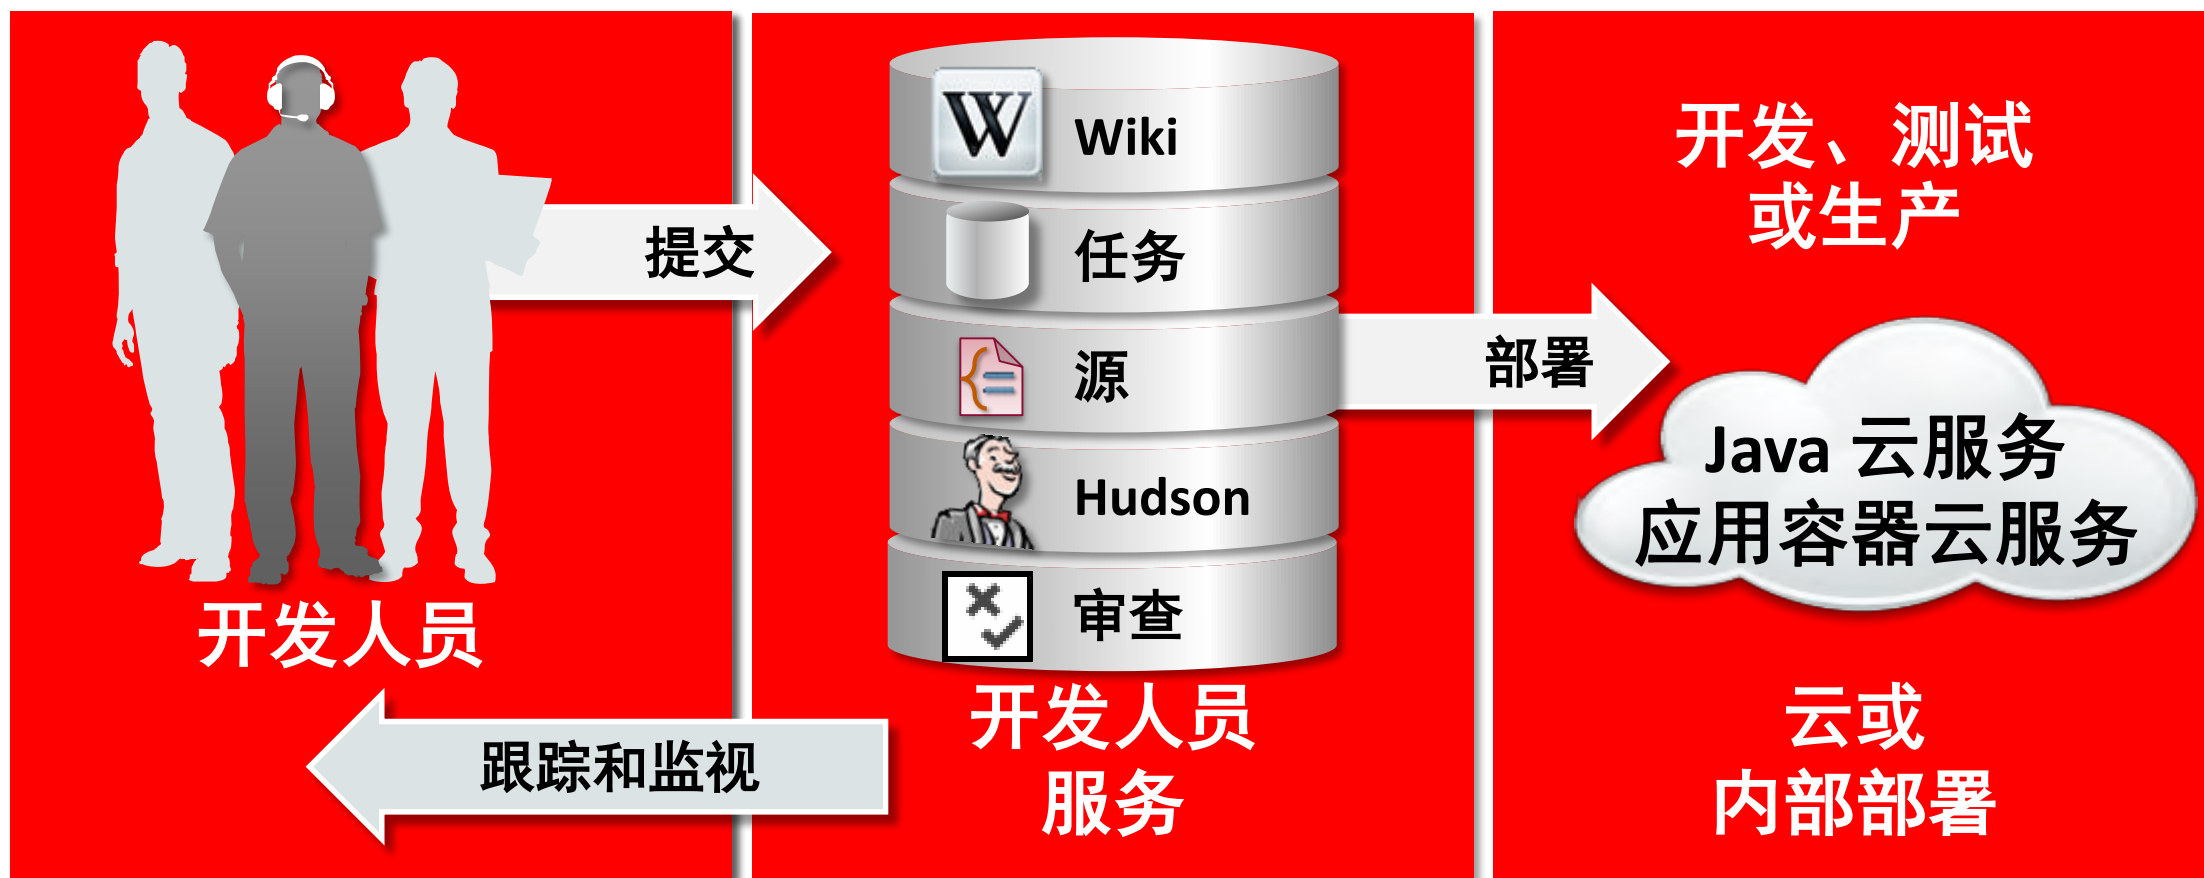 开发人员
提交
跟踪和监视
W
Wiki
任务
源
Hudson
审查
开发人员
服务
部署
开发、测试
或生产
Java 云服务
应用容器云服务
云或
内部部署